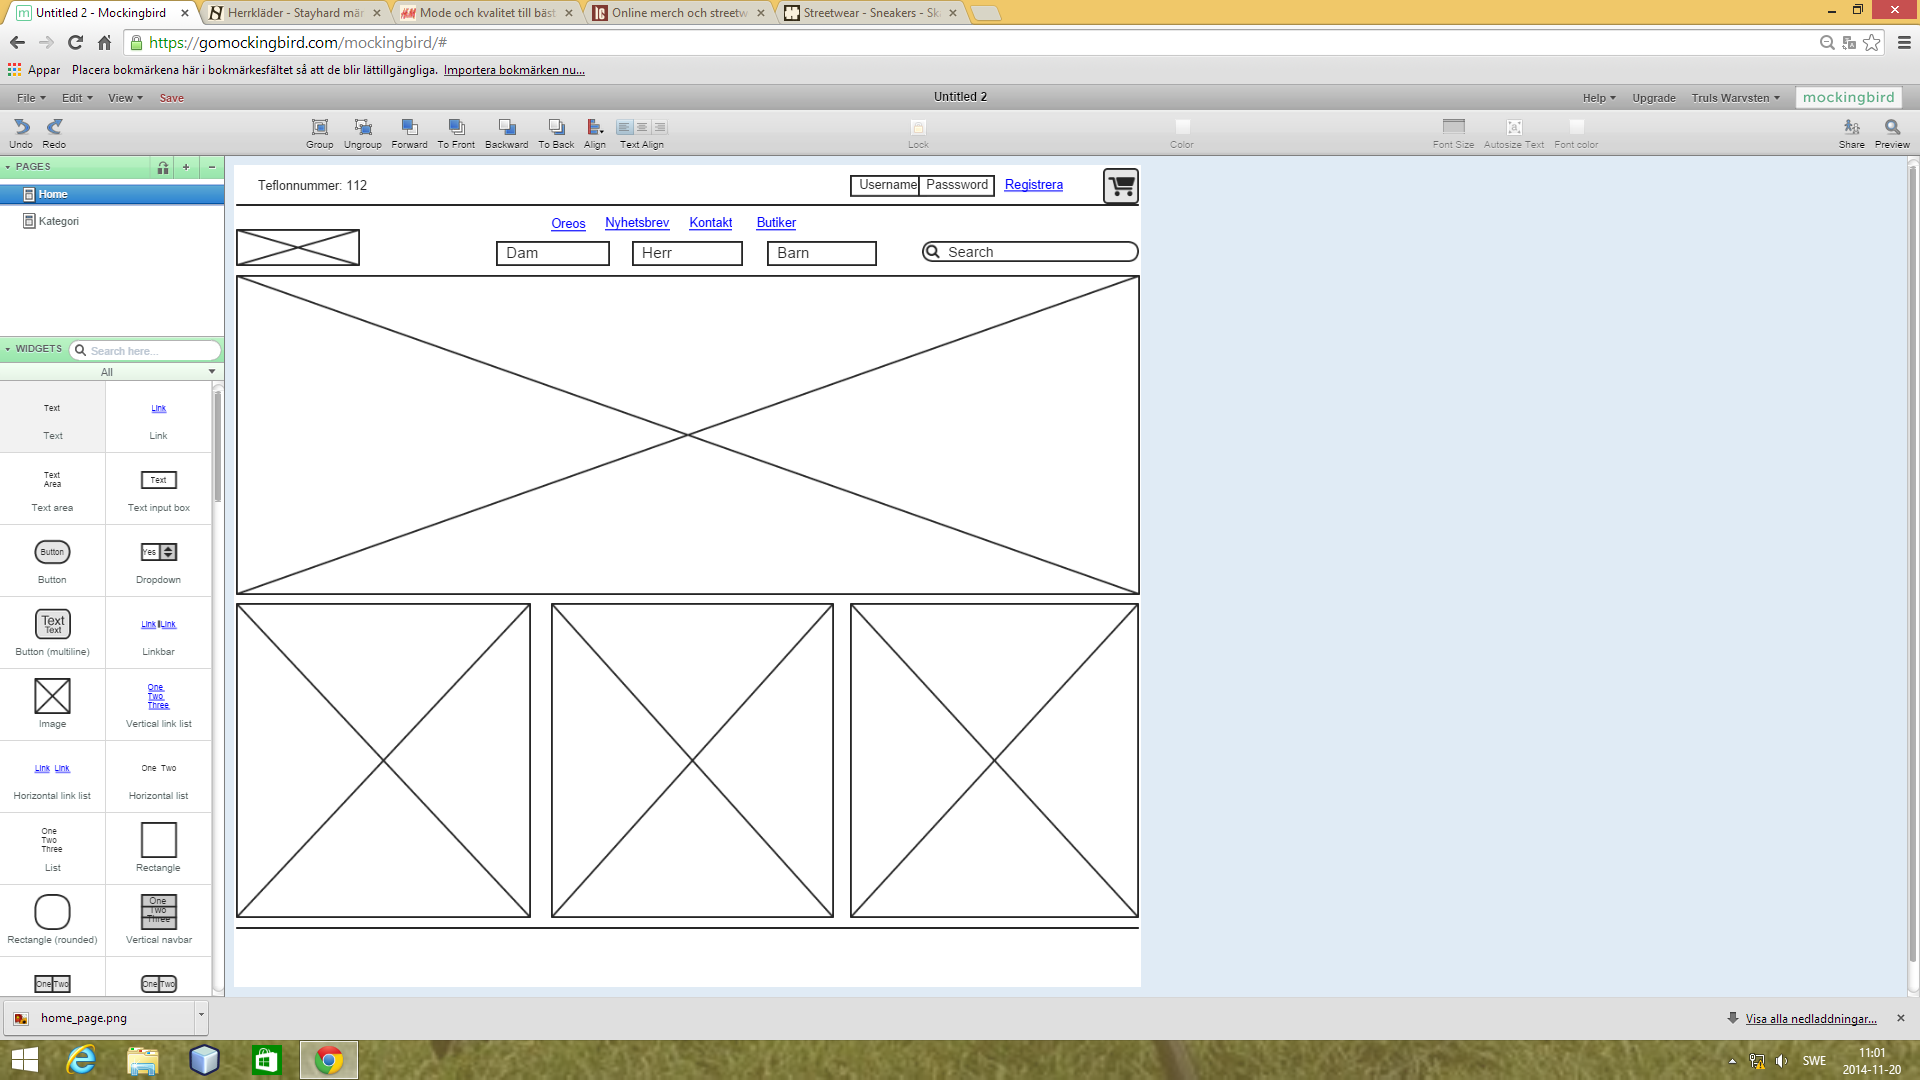 Untitled 2 - Mockingbird
Herrkläder - Stayhard mär
Mode och kvalitet till bäst
Online merch och streetw
Streetwear - Sneakers - Sk
https://gomockingbird.com/mockingbird/#
Appar Placera bokmärkena här i bokmärkesfältet så att de blir lättillgängliga. Importera bokmärken nu...
File Edit View Save Untitled 2 Help Upgrade Truls Warvsten mockingbird
Undo Redo Group Ungroup Forward To Front Backward To Back Align Text Align Lock Color Font Size Autosize Text Font color Share Preview
PAGES
Home
Kategori
WIDGETS Search here...
All
Text Link
Text Link
Text
Area
Text
Text area Text input box
Button Yes
Button Dropdown
Text
Text
Link Link
Button (multiline) Linkbar
One
Two
Three
Image Vertical link list
Link Link One Two
Horizontal link list Horizontal list
One
Two
Three
List Rectangle
One
Two
Three
Rectangle (rounded) Vertical navbar
One Two One Two
Teflonnummer: 112 Username Passsword Registrera
Oreos Nyhetsbrev Kontakt Butiker
Dam Herr Barn Search
home_page.png Visa alla nedladdningar...
SWE
11:01
2014-11-20